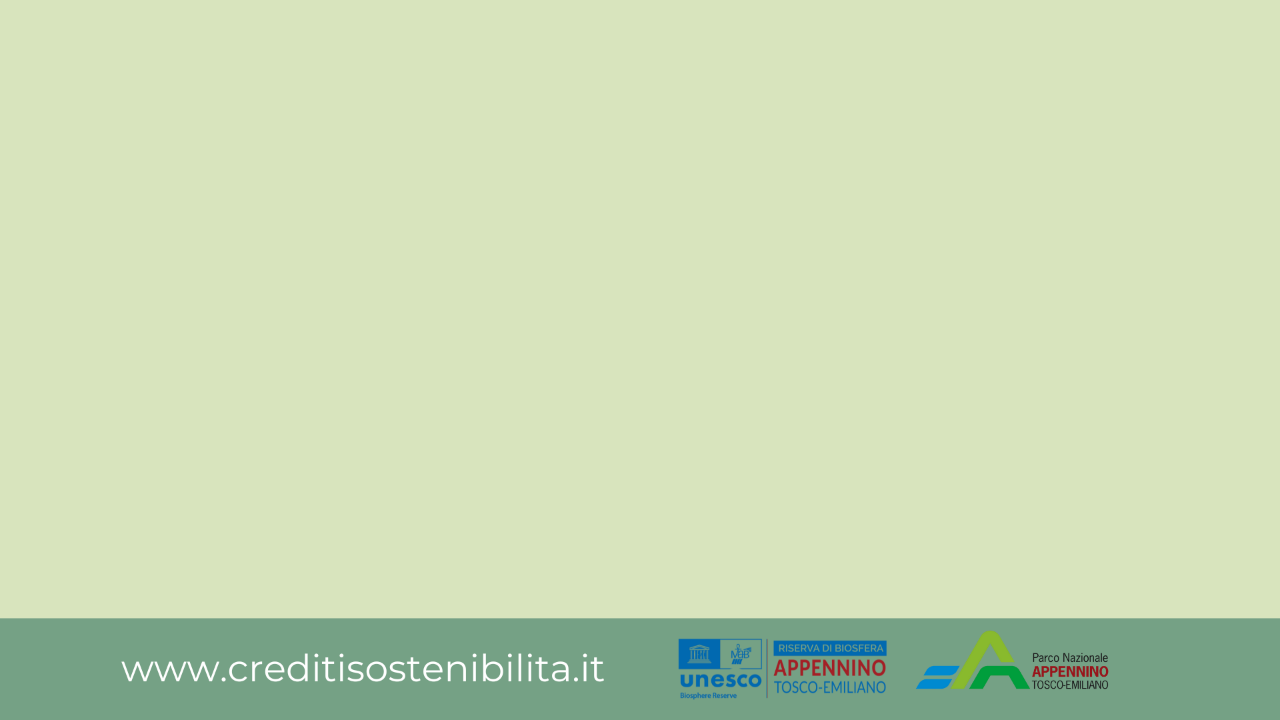 www.creditisostenibilita.it
MaB
unesco
Biosphere Reserve
RISERVA DI BIOSFERA
APPENNINO
TOSCO-EMILIANO
Parco Nazionale
APPENNINO
TOSCO-EMILIANO